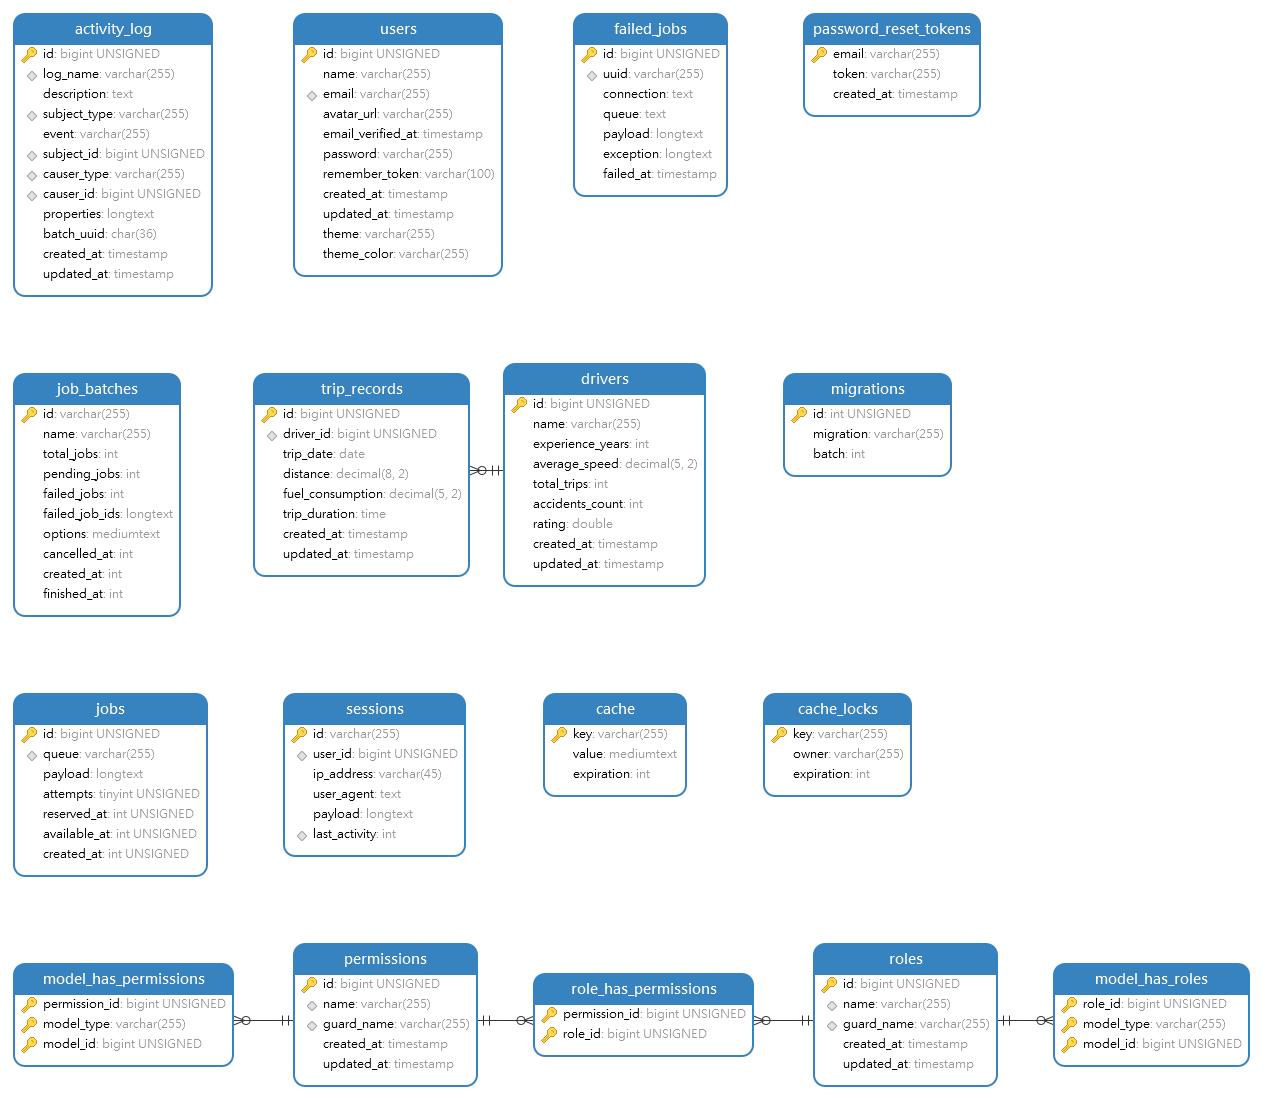 activity_log
id: bigint UNSIGNED
log_name: varchar(255)
description: text
subject_type: varchar(255)
event: varchar(255)
subject_id: bigint UNSIGNED
causer_type: varchar(255)
causer_id: bigint UNSIGNED
properties: longtext
batch_uuid: char(36)
created_at: timestamp
updated_at: timestamp
users
id: bigint UNSIGNED
name: varchar(255)
email: varchar(255)
avatar_url: varchar(255)
email_verified_at: timestamp
password: varchar(255)
remember_token: varchar(100)
created_at: timestamp
updated_at: timestamp
theme: varchar(255)
theme_color: varchar(255)
failed_jobs
id: bigint UNSIGNED
uuid: varchar(255)
connection: text
queue: text
payload: longtext
exception: longtext
failed_at: timestamp
password_reset_tokens
email: varchar(255)
token: varchar(255)
created_at: timestamp
job_batches
id: varchar(255)
name: varchar(255)
total_jobs: int
pending_jobs: int
failed_jobs: int
failed_job_ids: longtext
options: mediumtext
cancelled_at: int
created_at: int
finished_at: int
trip_records
id: bigint UNSIGNED
driver_id: bigint UNSIGNED
trip_date: date
distance: decimal(8, 2)
fuel_consumption: decimal(5, 2)
trip_duration: time
created_at: timestamp
updated_at: timestamp
drivers
id: bigint UNSIGNED
name: varchar(255)
experience_years: int
average_speed: decimal(5, 2)
total_trips: int
accidents_count: int
rating: double
created_at: timestamp
updated_at: timestamp
migrations
id: int UNSIGNED
migration: varchar(255)
batch: int
jobs
id: bigint UNSIGNED
queue: varchar(255)
payload: longtext
attempts: tinyint UNSIGNED
reserved_at: int UNSIGNED
available_at: int UNSIGNED
created_at: int UNSIGNED
sessions
id: varchar(255)
user_id: bigint UNSIGNED
ip_address: varchar(45)
user_agent: text
payload: longtext
last_activity: int
cache
key: varchar(255)
value: mediumtext
expiration: int
cache_locks
key: varchar(255)
owner: varchar(255)
expiration: int
model_has_permissions
permission_id: bigint UNSIGNED
model_type: varchar(255)
model_id: bigint UNSIGNED
permissions
id: bigint UNSIGNED
name: varchar(255)
guard_name: varchar(255)
created_at: timestamp
updated_at: timestamp
role_has_permissions
permission_id: bigint UNSIGNED
role_id: bigint UNSIGNED
roles
id: bigint UNSIGNED
name: varchar(255)
guard_name: varchar(255)
created_at: timestamp
updated_at: timestamp
model_has_roles
role_id: bigint UNSIGNED
model_type: varchar(255)
model_id: bigint UNSIGNED